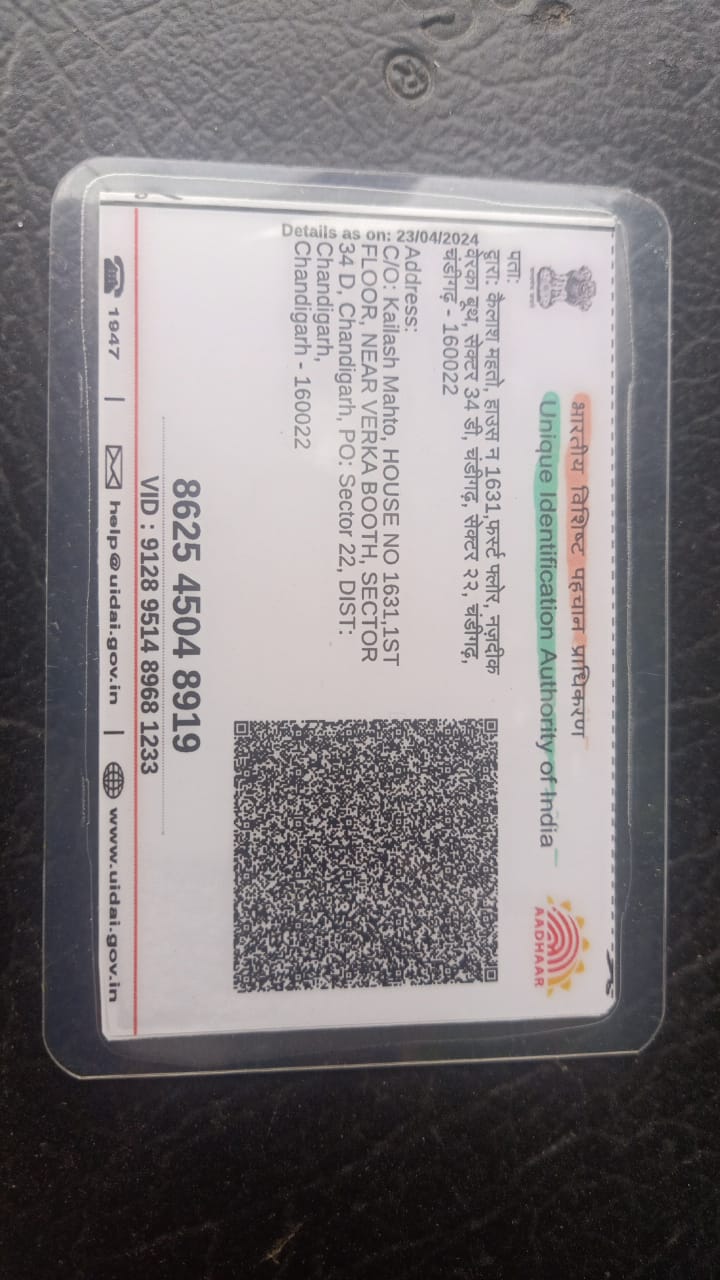 भारतीय विशिष्ट पहचान प्राधिकरण
Unique Identification Authority of India
AADHAAR
Details as on: 23/04/2024
पता:
द्वारा: कैलाश महतो, हाउस न 1631,फर्स्ट फ्लोर, नज़दीक
वेरका बूथ, सेक्टर 34 डी, चंडीगढ़, सेक्टर २२, चंडीगढ़,
चंडीगढ़ - 160022
Address:
C/O: Kailash Mahto, HOUSE NO 1631,1ST
FLOOR, NEAR VERKA BOOTH, SECTOR
34 D, Chandigarh, PO: Sector 22, DIST:
Chandigarh,
Chandigarh - 160022
8625 4504 8919
VID : 9128 9514 8968 1233
1947 | help@uidai.gov.in | www.uidai.gov.in